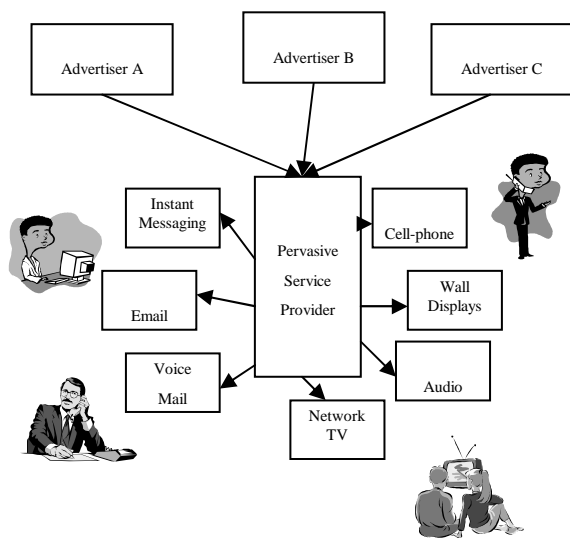 Advertiser A
Advertiser B
Advertiser C
Instant
Messaging
Pervasive
Service
Provider
Cell-phone
Email
Wall
Displays
Voice
Mail
Audio
Network
TV